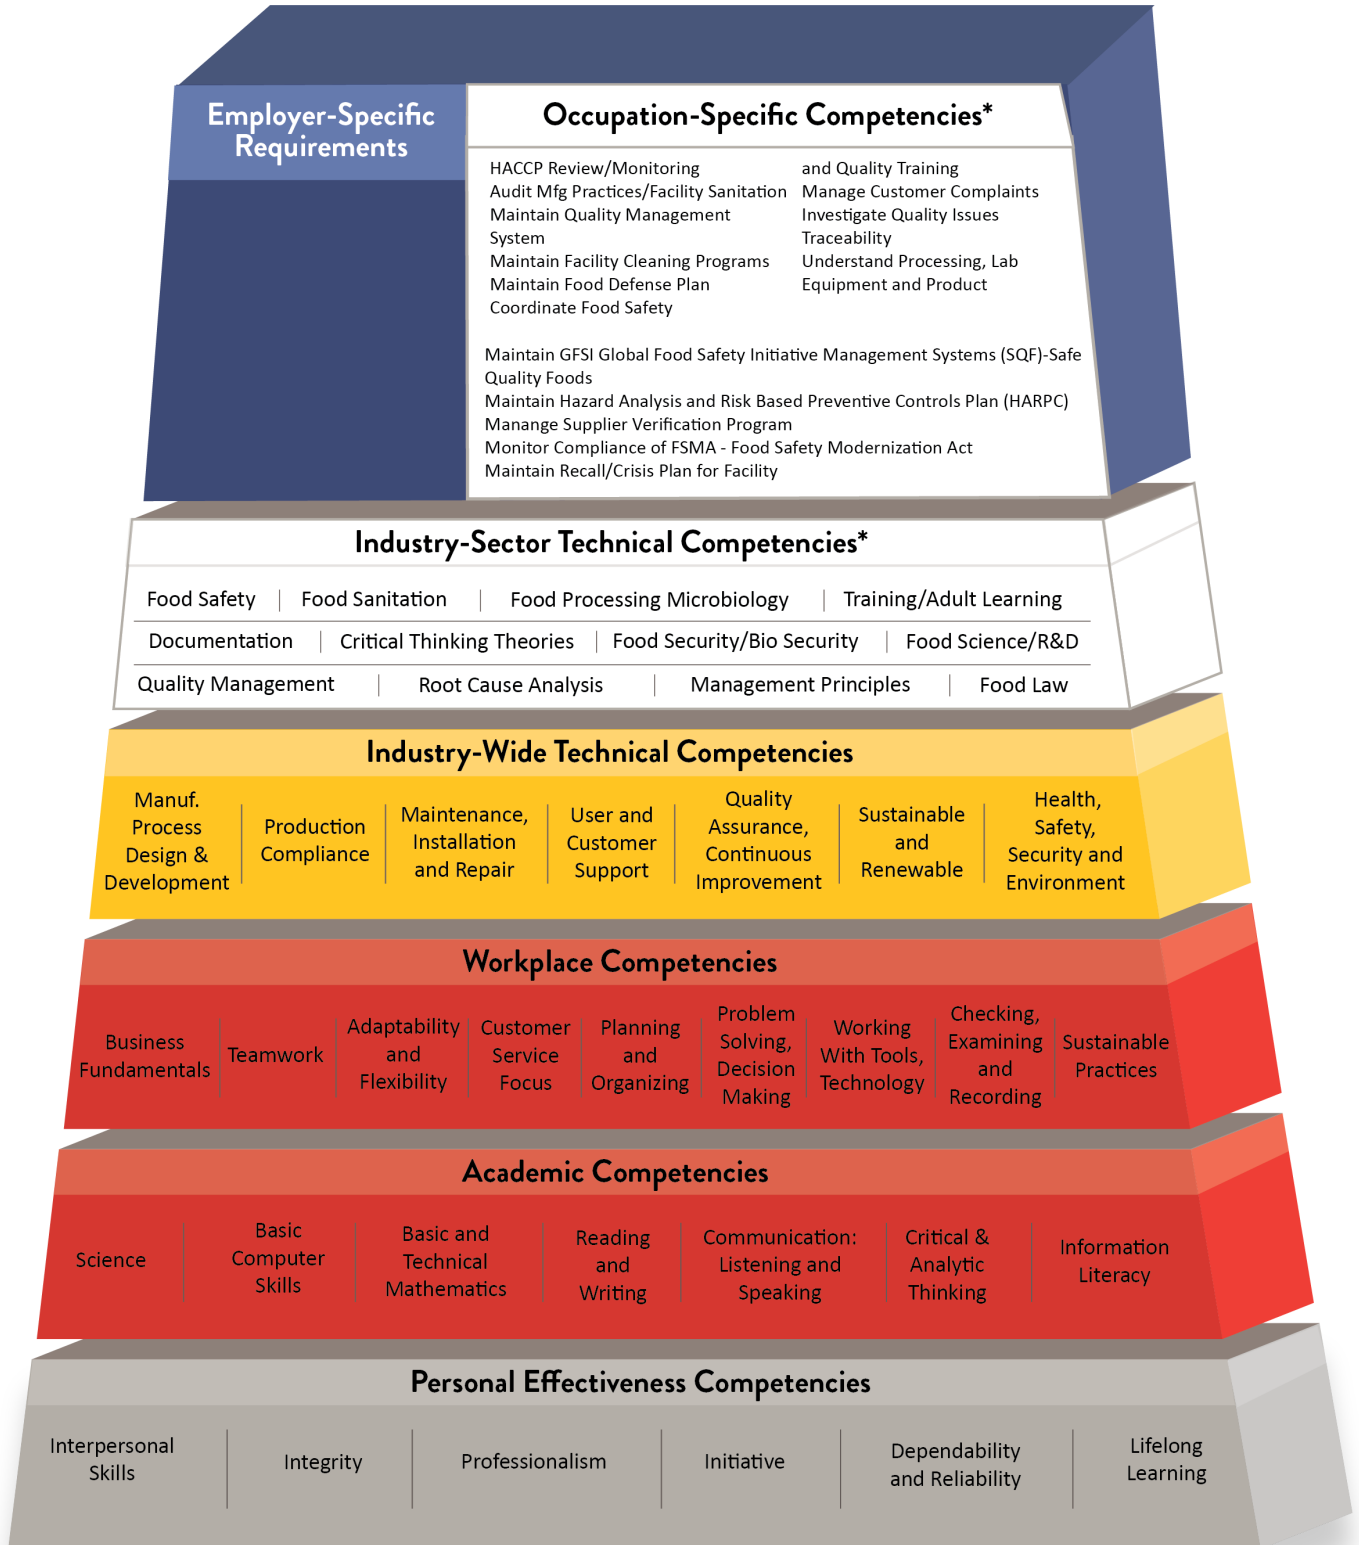 Employer-Specific
Requirements
Occupation-Specific Competencies*
HACCP Review/Monitoring
Audit Mfg Practices/Facility Sanitation
Maintain Quality Management
System
Maintain Facility Cleaning Programs
Maintain Food Defense Plan
Coordinate Food Safety
and Quality Training
Manage Customer Complaints
Investigate Quality Issues
Traceability
Understand Processing, Lab
Equipment and Product
Maintain GFSI Global Food Safety Initiative Management Systems (SQF)-Safe
Quality Foods
Maintain Hazard Analysis and Risk Based Preventive Controls Plan (HARPC)
Manange Supplier Verification Program
Monitor Compliance of FSMA - Food Safety Modernization Act
Maintain Recall/Crisis Plan for Facility
Industry-Sector Technical Competencies*
Food Safety
Food Sanitation
Food Processing Microbiology
Training/Adult Learning
Documentation
Critical Thinking Theories
Food Security/Bio Security
Food Science/R&D
Quality Management
Root Cause Analysis
Management Principles
Food Law
Industry-Wide Technical Competencies
Manuf.
Process
Design &
Development
Production
Compliance
Maintenance,
Installation
and Repair
User and
Customer
Support
Quality
Assurance,
Continuous
Improvement
Sustainable
and
Renewable
Health,
Safety,
Security and
Environment
Workplace Competencies
Business
Fundamentals
Teamwork
Adaptability
and
Flexibility
Customer
Service
Focus
Planning
and
Organizing
Problem
Solving,
Decision
Making
Working
With Tools,
Technology
Checking,
Examining
and
Recording
Sustainable
Practices
Academic Competencies
Science
Basic
Computer
Skills
Basic and
Technical
Mathematics
Reading
and
Writing
Communication:
Listening and
Speaking
Critical &
Analytic
Thinking
Information
Literacy
Personal Effectiveness Competencies
Interpersonal
Skills
Integrity
Professionalism
Initiative
Dependability
and Reliability
Lifelong
Learning